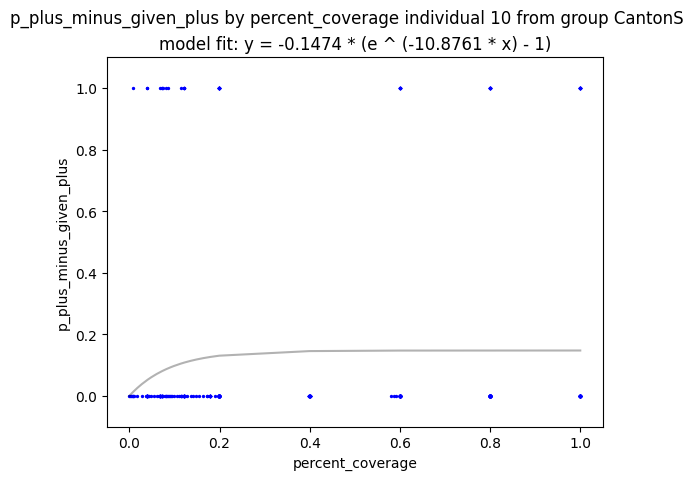 p_plus_minus_given_plus by percent_coverage individual 10 from group CantonS
model fit: y = -0.1474 * (e ^ (-10.8761 * x) - 1)
1.0
0.8
0.6
0.4
0.2
0.0
p_plus_minus_given_plus
0.0 0.2 0.4 0.6 0.8 1.0
percent_coverage